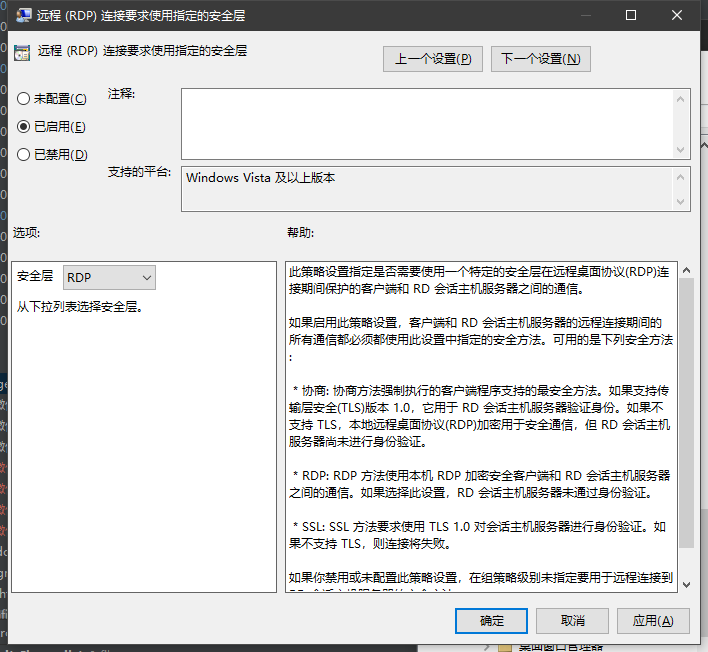 远程 (RDP) 连接要求使用指定的安全层
远程 (RDP) 连接要求使用指定的安全层
上一个设置(P)
下一个设置(N)
未配置(C)
注释:
已启用(E)
已禁用(D)
支持的平台:
Windows Vista 及以上版本
选项:
帮助:
安全层
RDP
从下拉列表选择安全层。
此策略设置指定是否需要使用一个特定的安全层在远程桌面协议(RDP)连
接期间保护的客户端和 RD 会话主机服务器之间的通信。
如果启用此策略设置，客户端和 RD 会话主机服务器的远程连接期间的
所有通信都必须都使用此设置中指定的安全方法。可用的是下列安全方法
:
* 协商: 协商方法强制执行的客户端程序支持的最安全方法。如果支持传
输层安全(TLS)版本 1.0，它用于 RD 会话主机服务器验证身份。如果不
支持 TLS，本地远程桌面协议(RDP)加密用于安全通信，但 RD 会话主机
服务器尚未进行身份验证。
* RDP: RDP 方法使用本机 RDP 加密安全客户端和 RD 会话主机服务器
之间的通信。如果选择此设置，RD 会话主机服务器未通过身份验证。
* SSL: SSL 方法要求使用 TLS 1.0 对会话主机服务器进行身份验证。如
果不支持 TLS，则连接将失败。
如果你禁用或未配置此策略设置，在组策略级别未指定要用于远程连接到
确定
取消
应用(A)
桌面窗口管理器